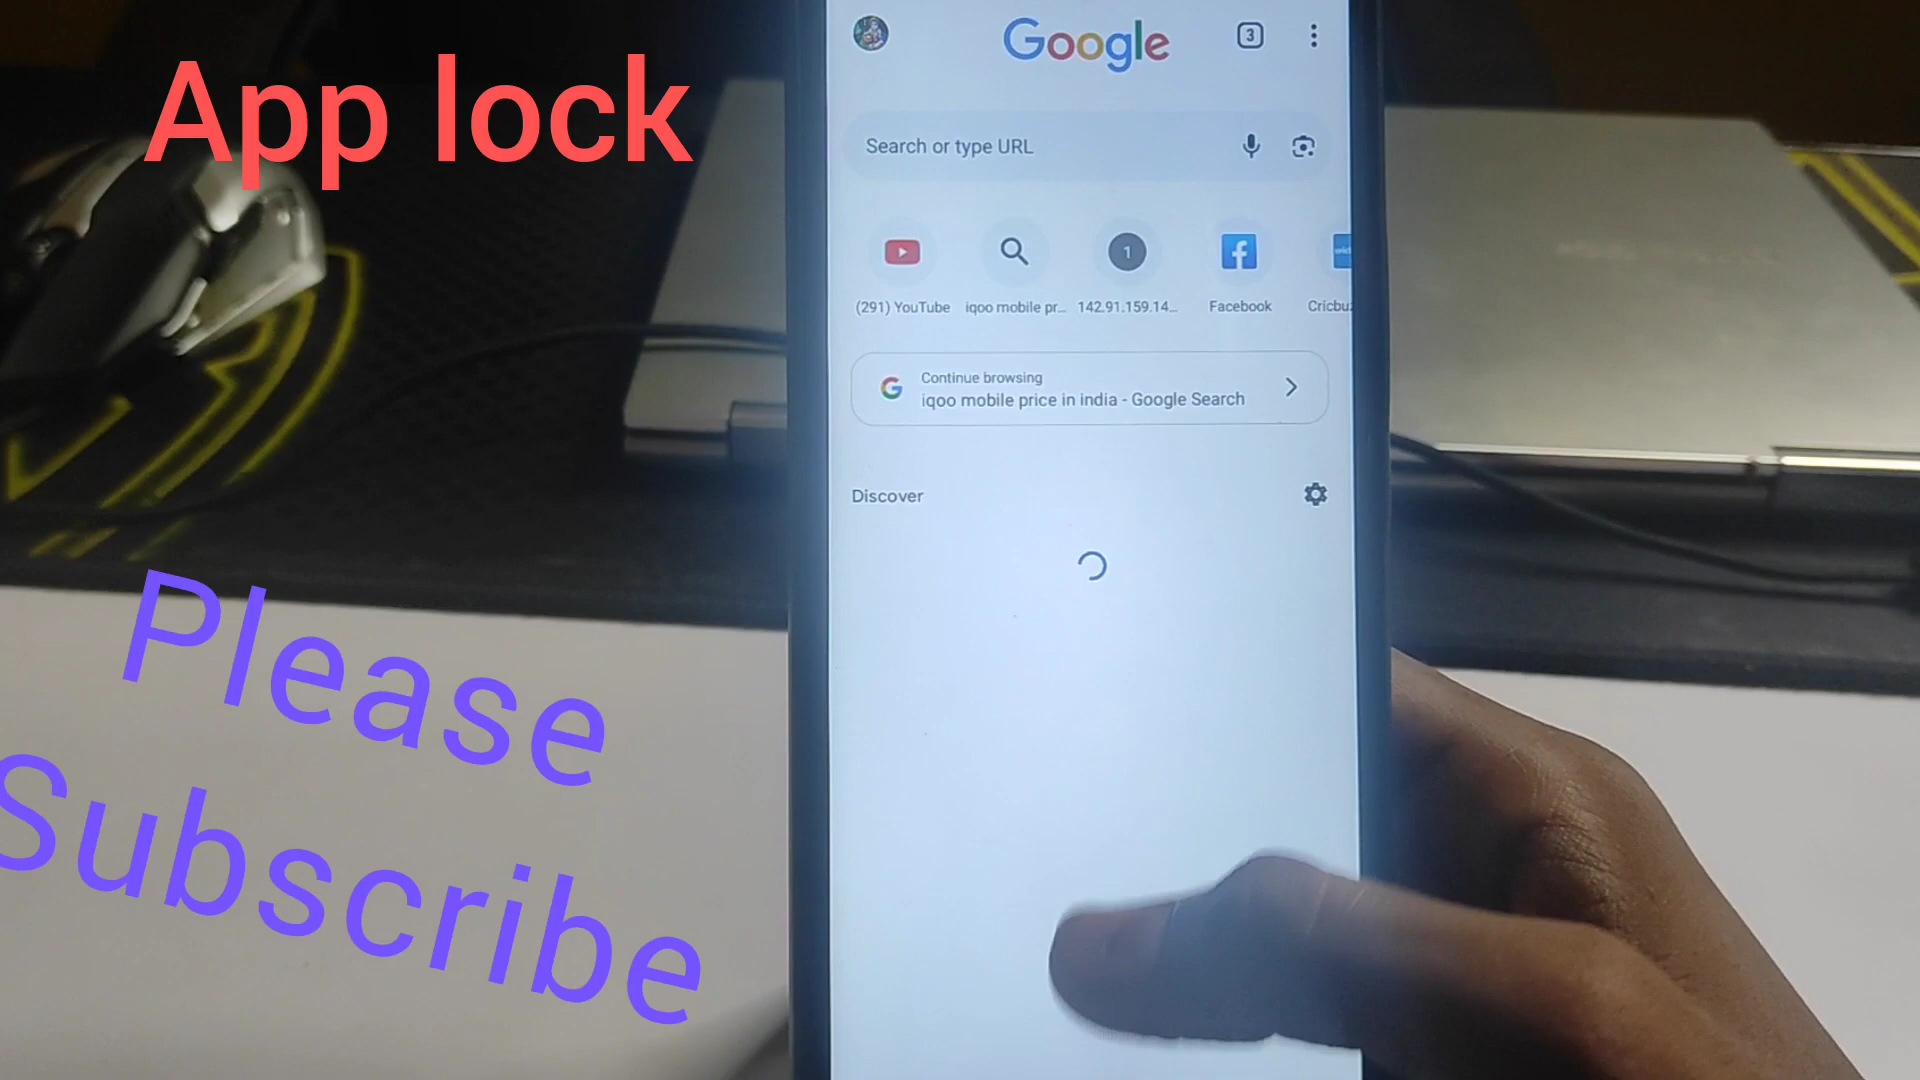 App lock
Google
3
Search or type URL
1
(291) YouTube
iqoo mobile pr...
142.91.159.14...
Facebook
Cricbuz
Continue browsing
iqoo mobile price in india - Google Search
Discover
Please
Subscribe